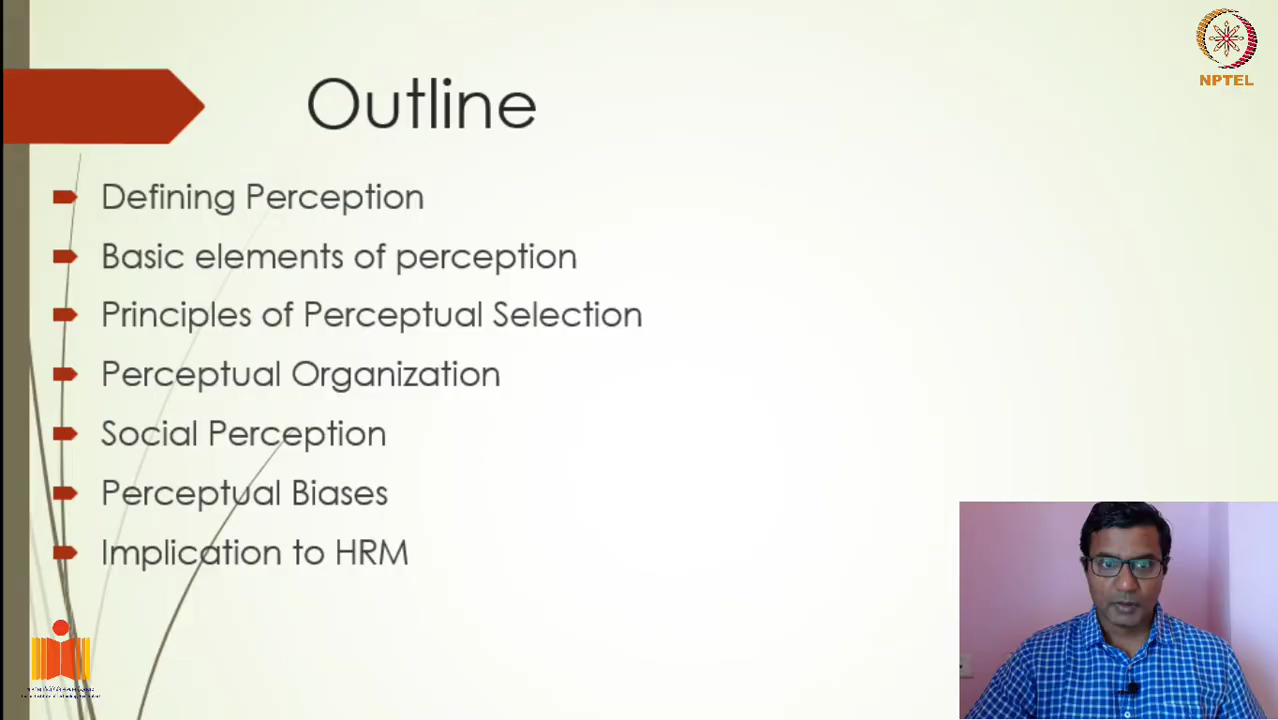 Outline
NPTEL
Defining Perception
Basic elements of perception
Principles of Perceptual Selection
Perceptual Organization
Social Perception
Perceptual Biases
Implication to HRM